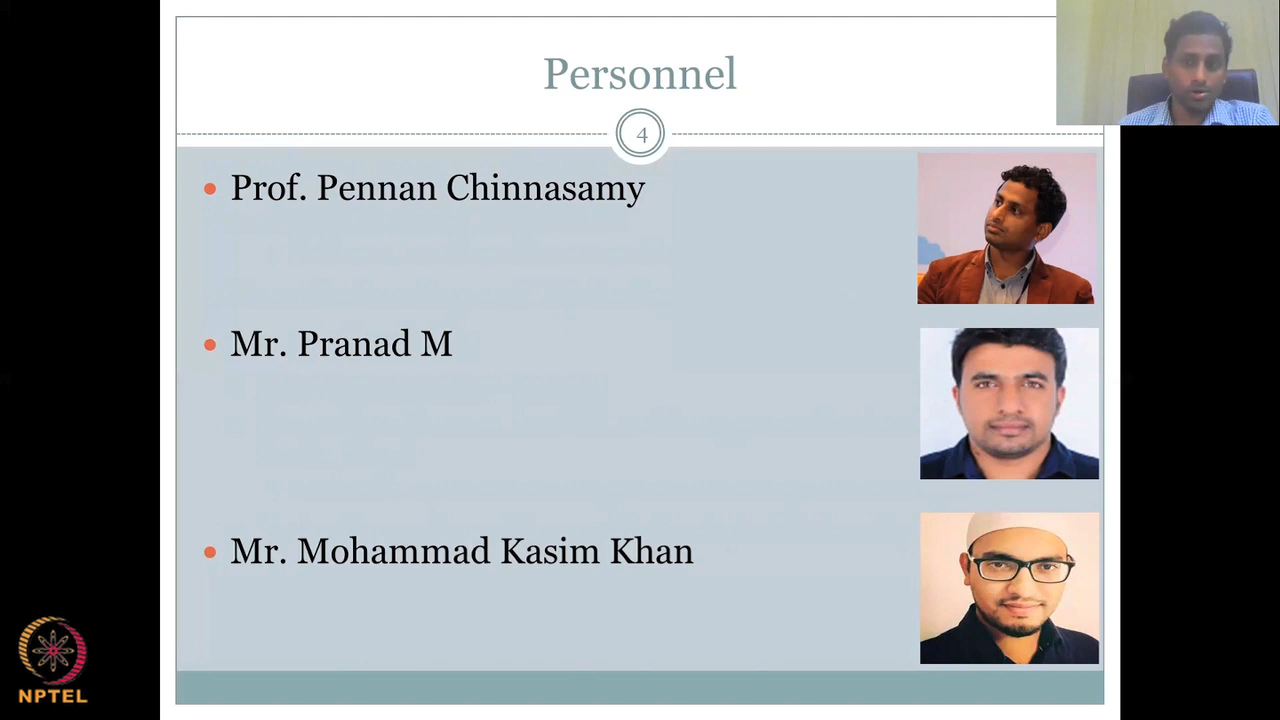 Personnel
4
Prof. Pennan Chinnasamy
Mr. Pranad M
Mr. Mohammad Kasim Khan
NPTEL